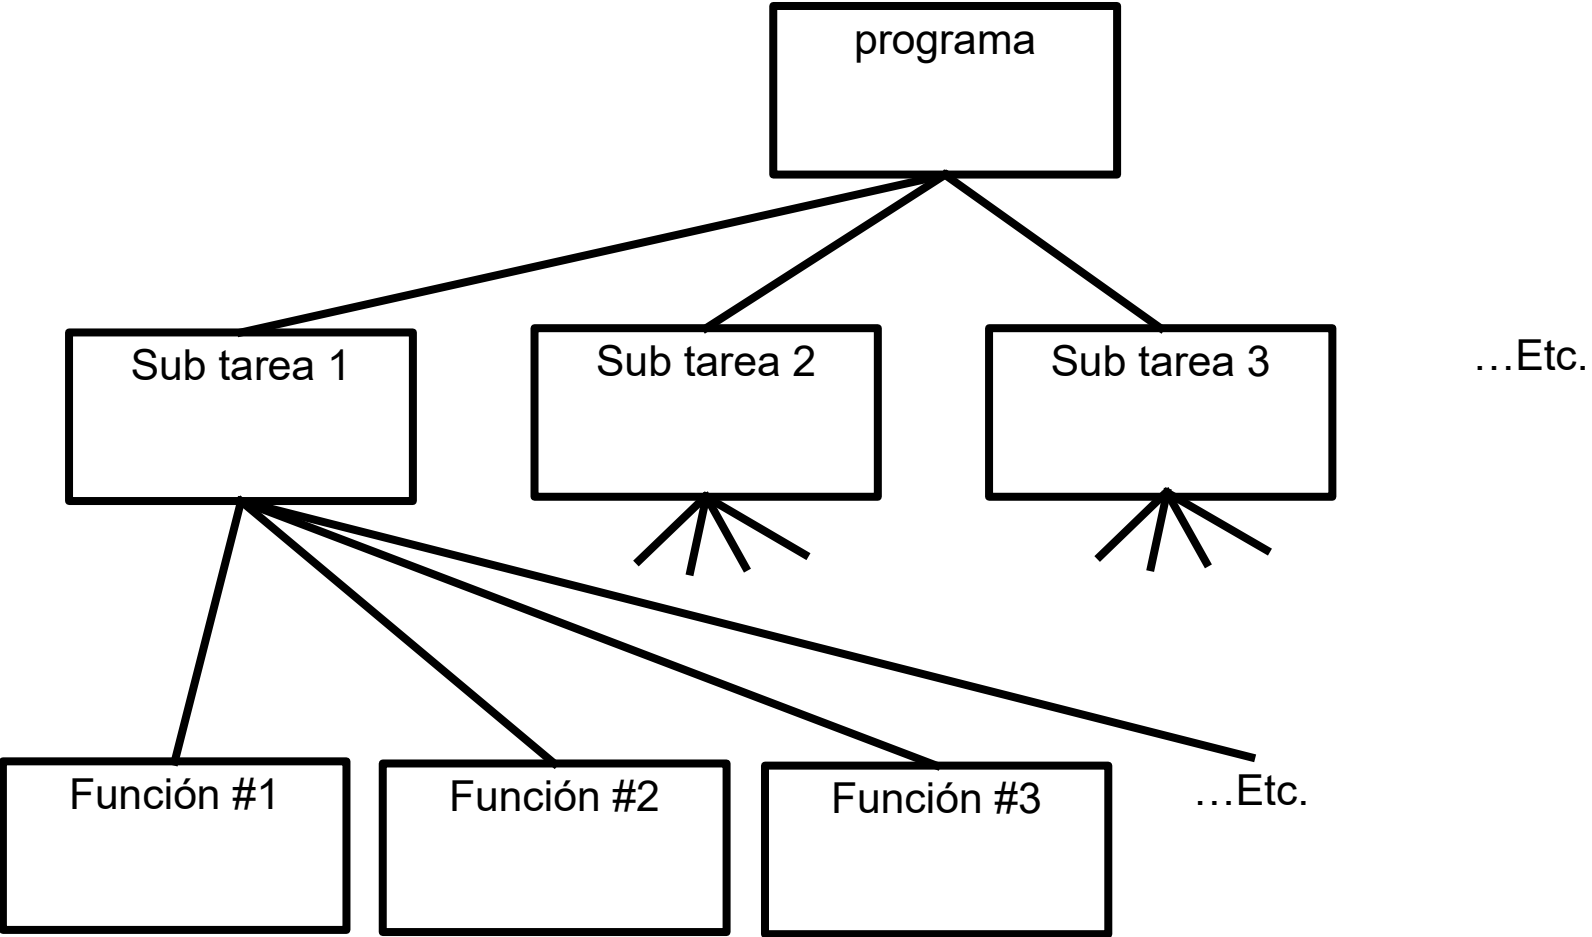 programa
Sub tarea 1
Sub tarea 2
Sub tarea 3
…Etc.
Función #1
Función #2
Función #3
…Etc.